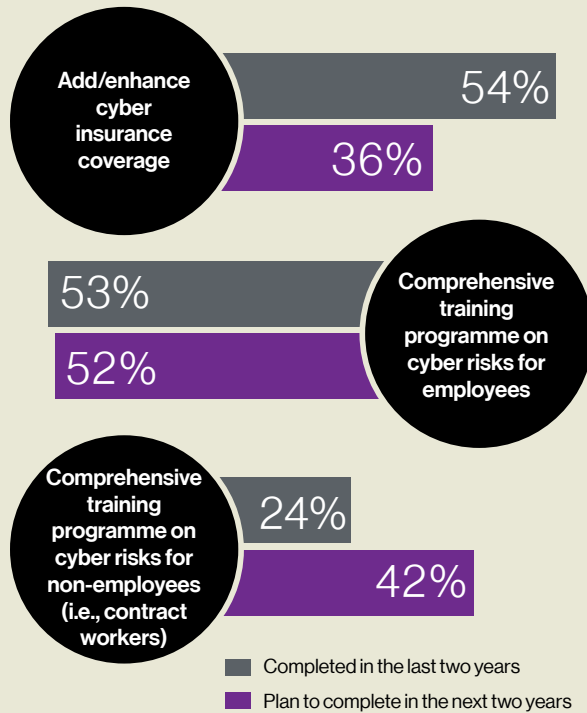 Add/enhance
cyber
insurance
coverage
54%
36%
53%
52%
Comprehensive
training
programme on
cyber risks for
employees
Comprehensive
training
programme on
cyber risks for
non-employees
(i.e., contract
workers)
24%
42%
Completed in the last two years
Plan to complete in the next two years